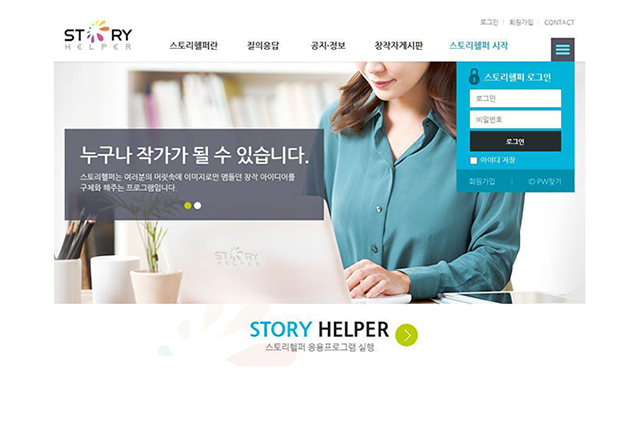 로그인 | 회원가입 | CONTACT
STORY
HELPER
스토리헬퍼란 질의응답 공지·정보 창작자게시판 스토리헬퍼 시작
스토리헬퍼 로그인
로그인
비밀번호
로그인
아이디 저장
회원가입 | ID·PW찾기
누구나 작가가 될 수 있습니다.
스토리헬퍼는 여러분의 머릿속에 이미지로만 맴돌던 창작 아이디어를
구체화 해주는 프로그램입니다.
STORY
HELPER
STORY HELPER
스토리헬퍼 응용프로그램 실행